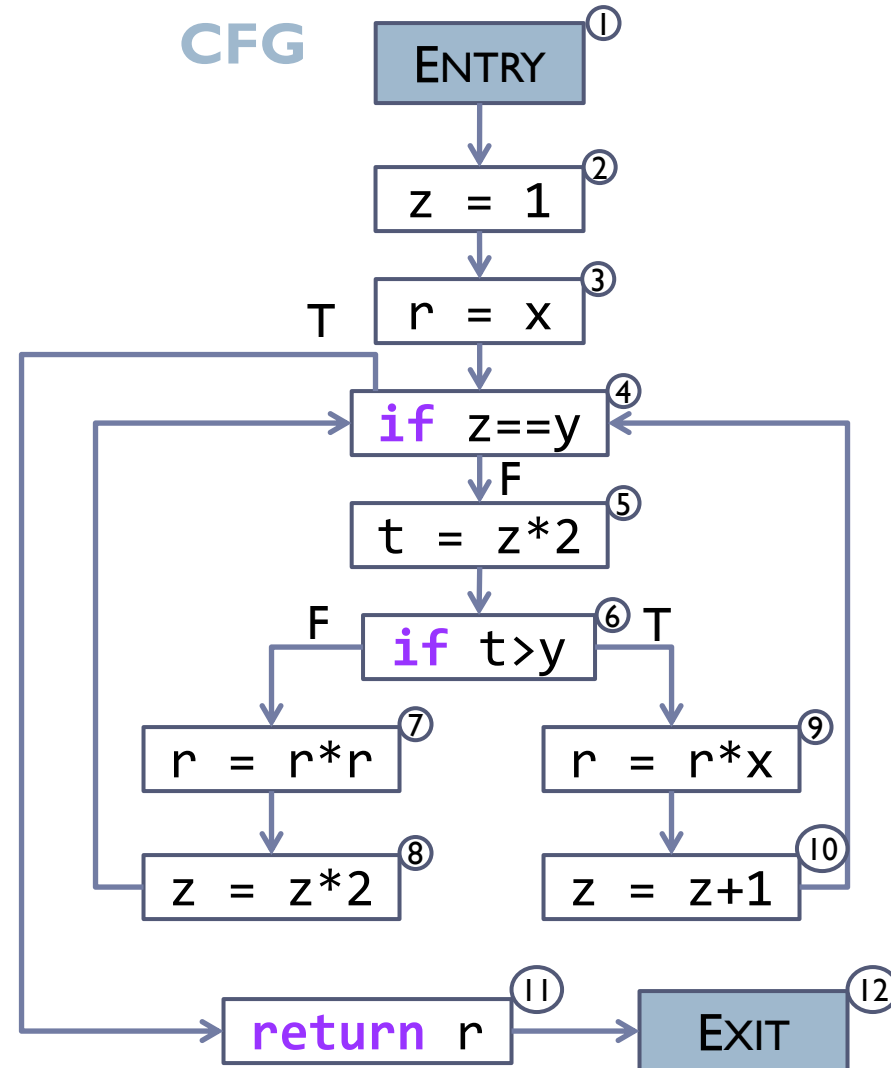 CFG
ENTRY 1
z = 1 2
r = x 3
T
if z==y 4
F
t = z*2 5
F if t>y 6 T
r = r*r 7
r = r*x 9
z = z*2 8
z = z+1 10
return r 11
EXIT 12